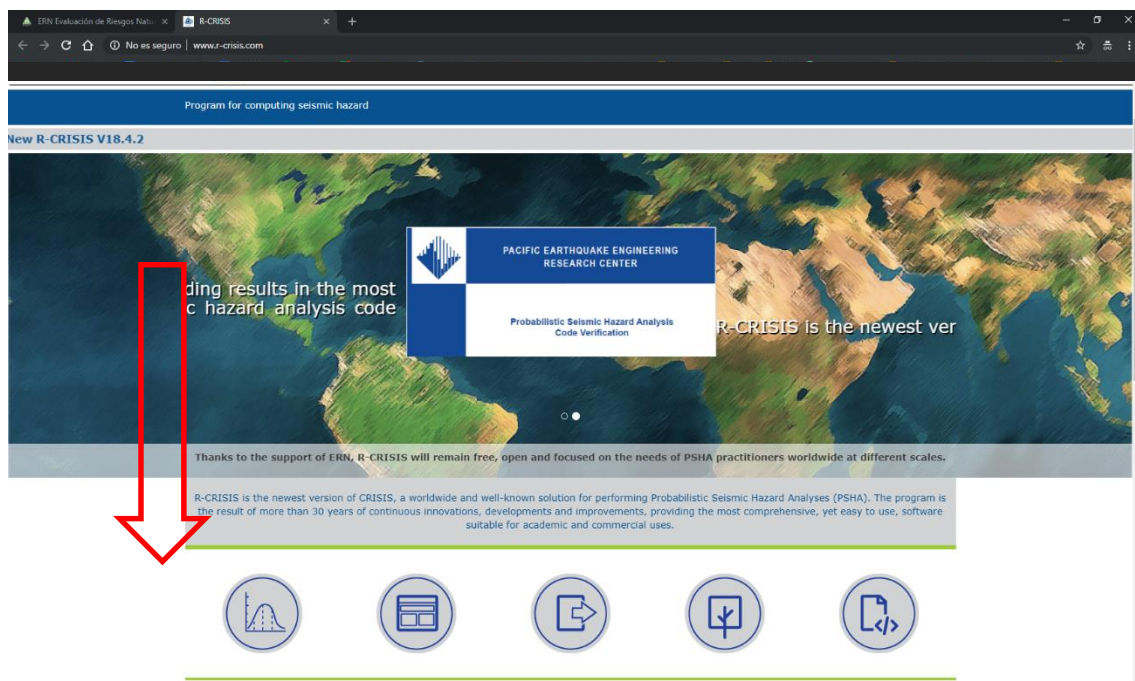 ERN Evaluación de Riesgos Natu
R-CRISIS
No es seguro | www.r-crisis.com
Program for computing seismic hazard
New R-CRISIS V18.4.2
PACIFIC EARTHQUAKE ENGINEERING
RESEARCH CENTER
ding results in the most
c hazard analysis code
Probabilistic Seismic Hazard Analysis
Code Verification
R-CRISIS is the newest ver
Thanks to the support of ERN, R-CRISIS will remain free, open and focused on the needs of PSHA practitioners worldwide at different scales.
R-CRISIS is the newest version of CRISIS, a worldwide and well-known solution for performing Probabilistic Seismic Hazard Analyses (PSHA). The program is
the result of more than 30 years of continuous innovations, developments and improvements, providing the most comprehensive, yet easy to use, software
suitable for academic and commercial uses.